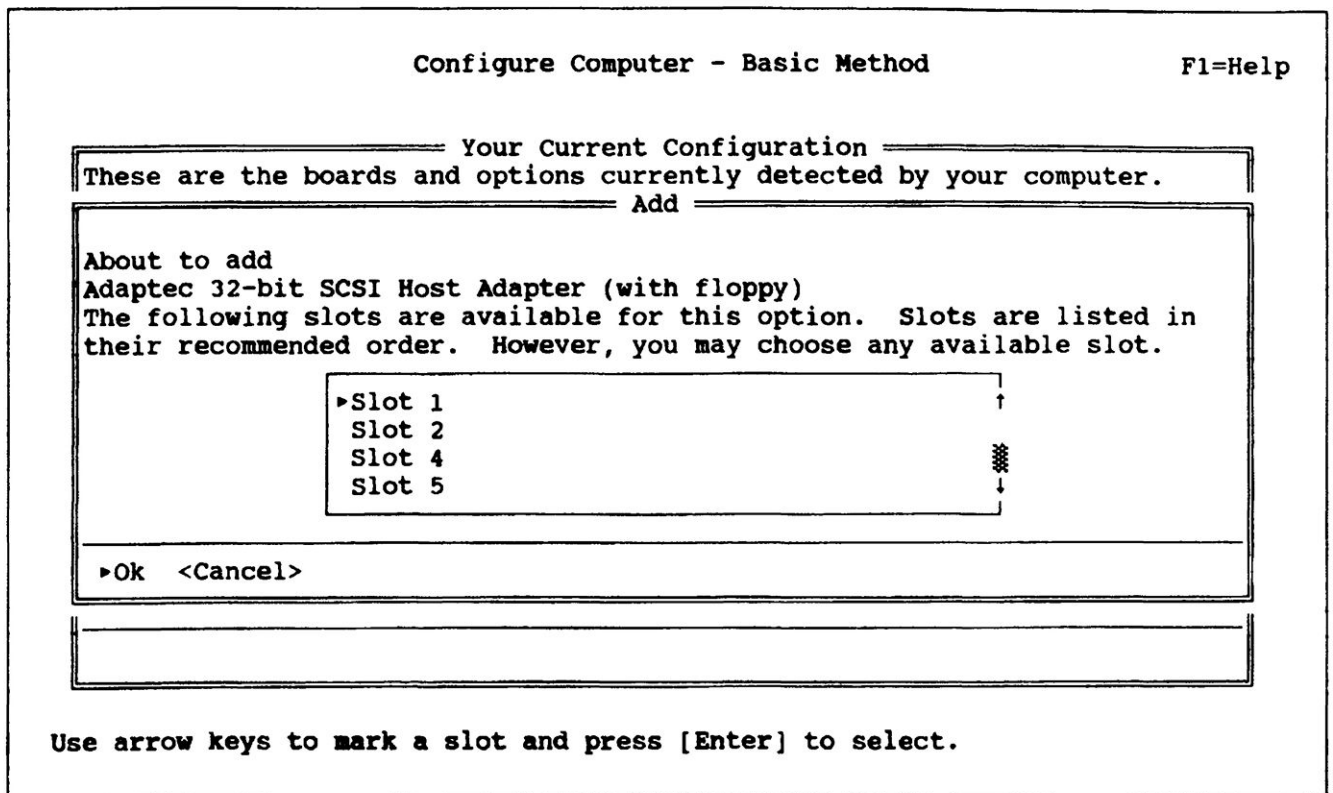 Configure Computer - Basic Method F1=Help
Your Current Configuration
These are the boards and options currently detected by your computer.
Add
About to add
Adaptec 32-bit SCSI Host Adapter (with floppy)
The following slots are available for this option. Slots are listed in
their recommended order. However, you may choose any available slot.
▸Slot 1 ↑
Slot 2
Slot 4
Slot 5 ↓
▸Ok <Cancel>
Use arrow keys to mark a slot and press [Enter] to select.